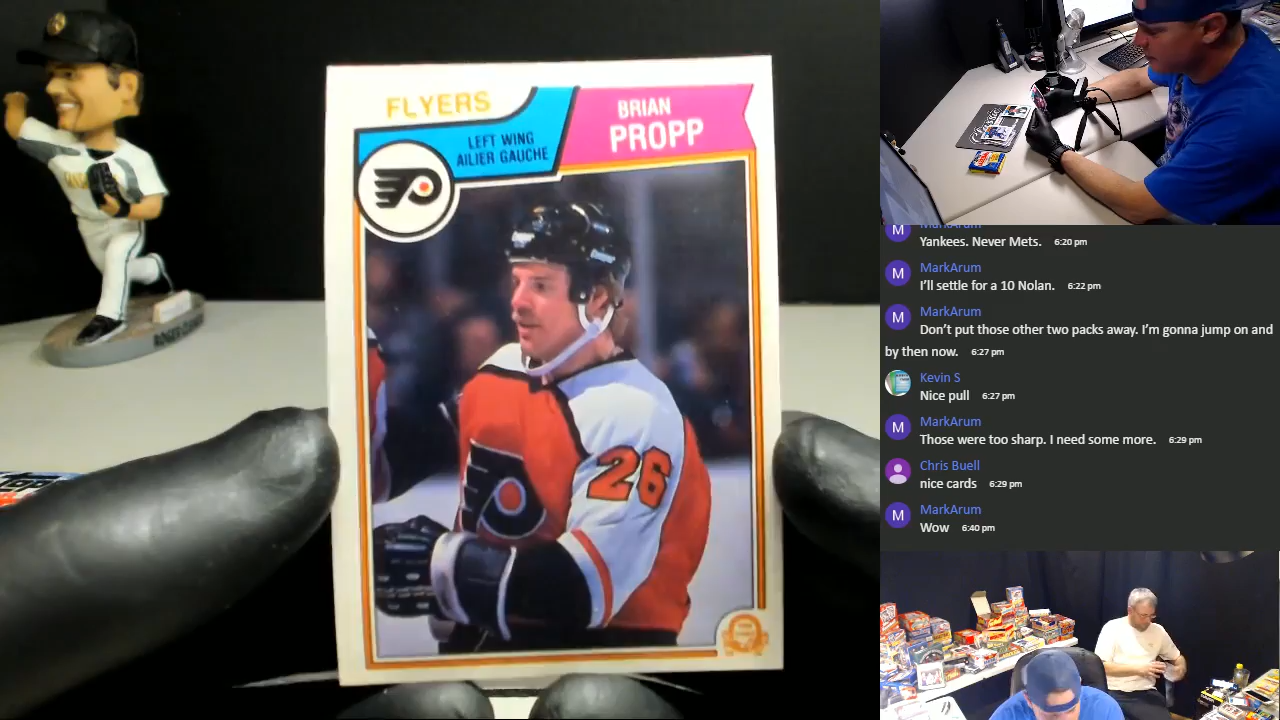 FLYERS
BRIAN
PROPP
LEFT WING
AILIER GAUCHE
26
Yankees. Never Mets. 6:20 pm
MarkArum
I'll settle for a 10 Nolan. 6:22 pm
MarkArum
Don't put those other two packs away. I'm gonna jump on and
by then now. 6:27 pm
Kevin S
Nice pull 6:27 pm
M MarkArum
Those were too sharp. I need some more. 6:29 pm
Chris Buell
nice cards 6:29 pm
M MarkArum
Wow 6:40 pm